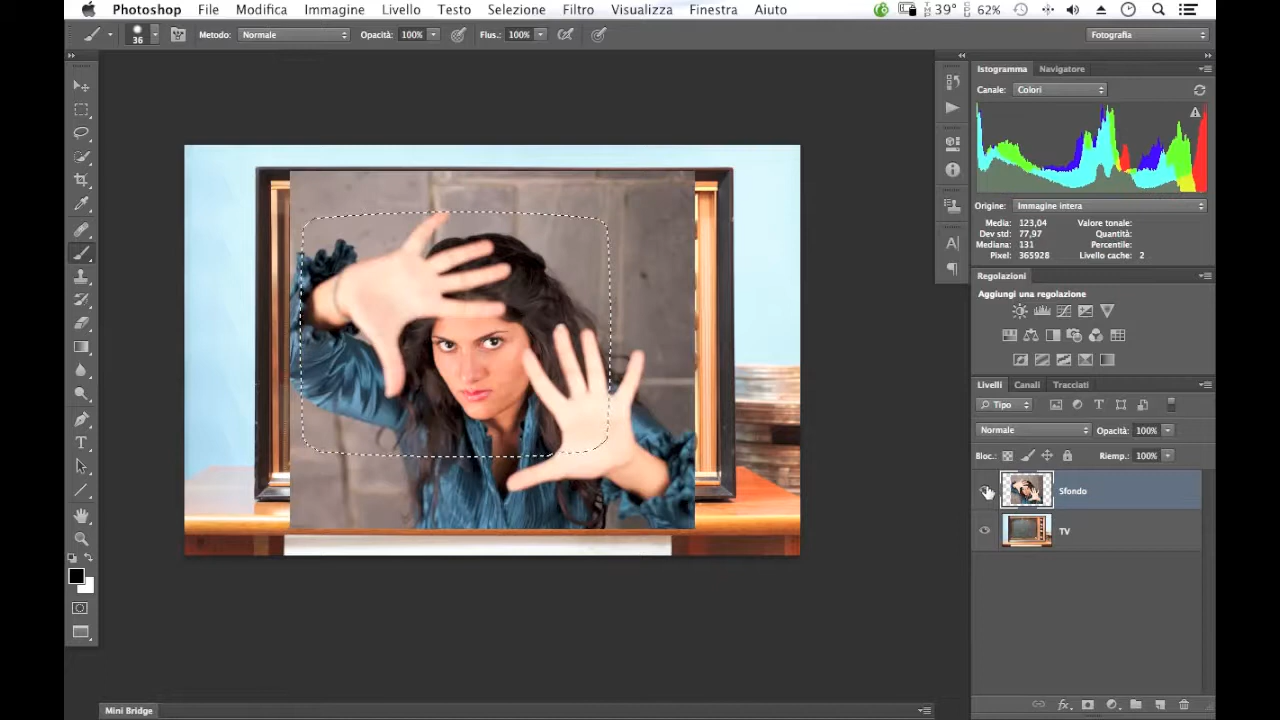 Photoshop File Modifica Immagine Livello Testo Selezione Filtro Visualizza Finestra Aiuto 39° 62%
36 Metodo: Normale Opacità: 100% Flus.: 100% Fotografia
Istogramma Navigatore
Canale: Colori
Origine: Immagine intera
Media: 123,04 Valore tonale:
Dev std: 77,97 Quantità:
Mediana: 131 Percentile:
Pixel: 365928 Livello cache: 2
Regolazioni
Aggiungi una regolazione
Livelli Canali Tracciati
Tipo
Normale Opacità: 100%
Bloc.: Riemp.: 100%
Sfondo
TV
Mini Bridge